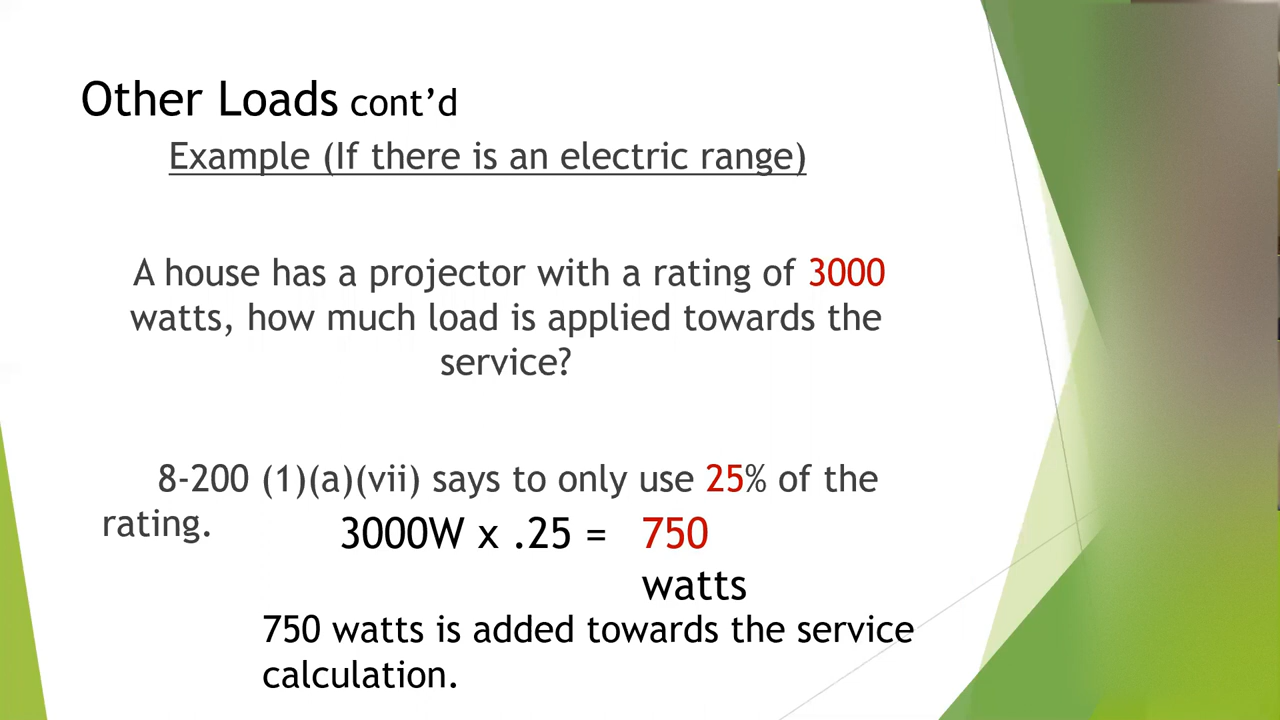 Other Loads cont’d
Example (If there is an electric range)
A house has a projector with a rating of 3000
watts, how much load is applied towards the
service?
8-200 (1)(a)(vii) says to only use 25% of the
rating.
3000W x .25 = 750
watts
750 watts is added towards the service
calculation.